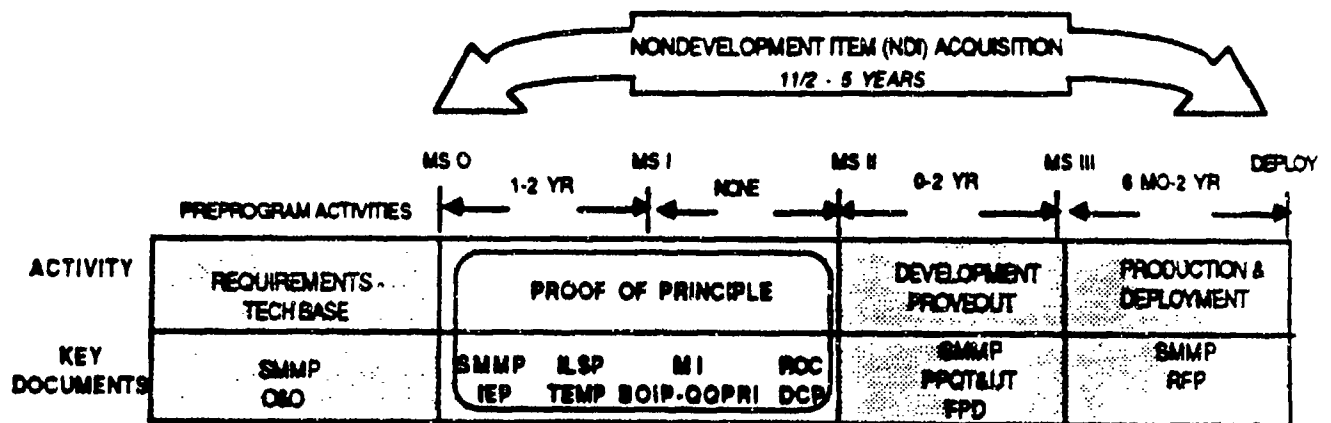 NONDEVELOPMENT ITEM (NDI) ACQUISITION
11/2 - 5 YEARS
MS 0 MS I MS II MS III DEPLOY
1-2 YR NONE 0-2 YR 6 MO-2 YR
PREPROGRAM ACTIVITIES
ACTIVITY
REQUIREMENTS - TECH BASE
PROOF OF PRINCIPLE
DEVELOPMENT PROVEOUT
PRODUCTION & DEPLOYMENT
KEY DOCUMENTS
SMMP
O&O
SMMP ILSP MI ROC
IEP TEMP BOIP-QQPRI DCP
SMMP
PPQT&UT
FPD
SMMP
RFP